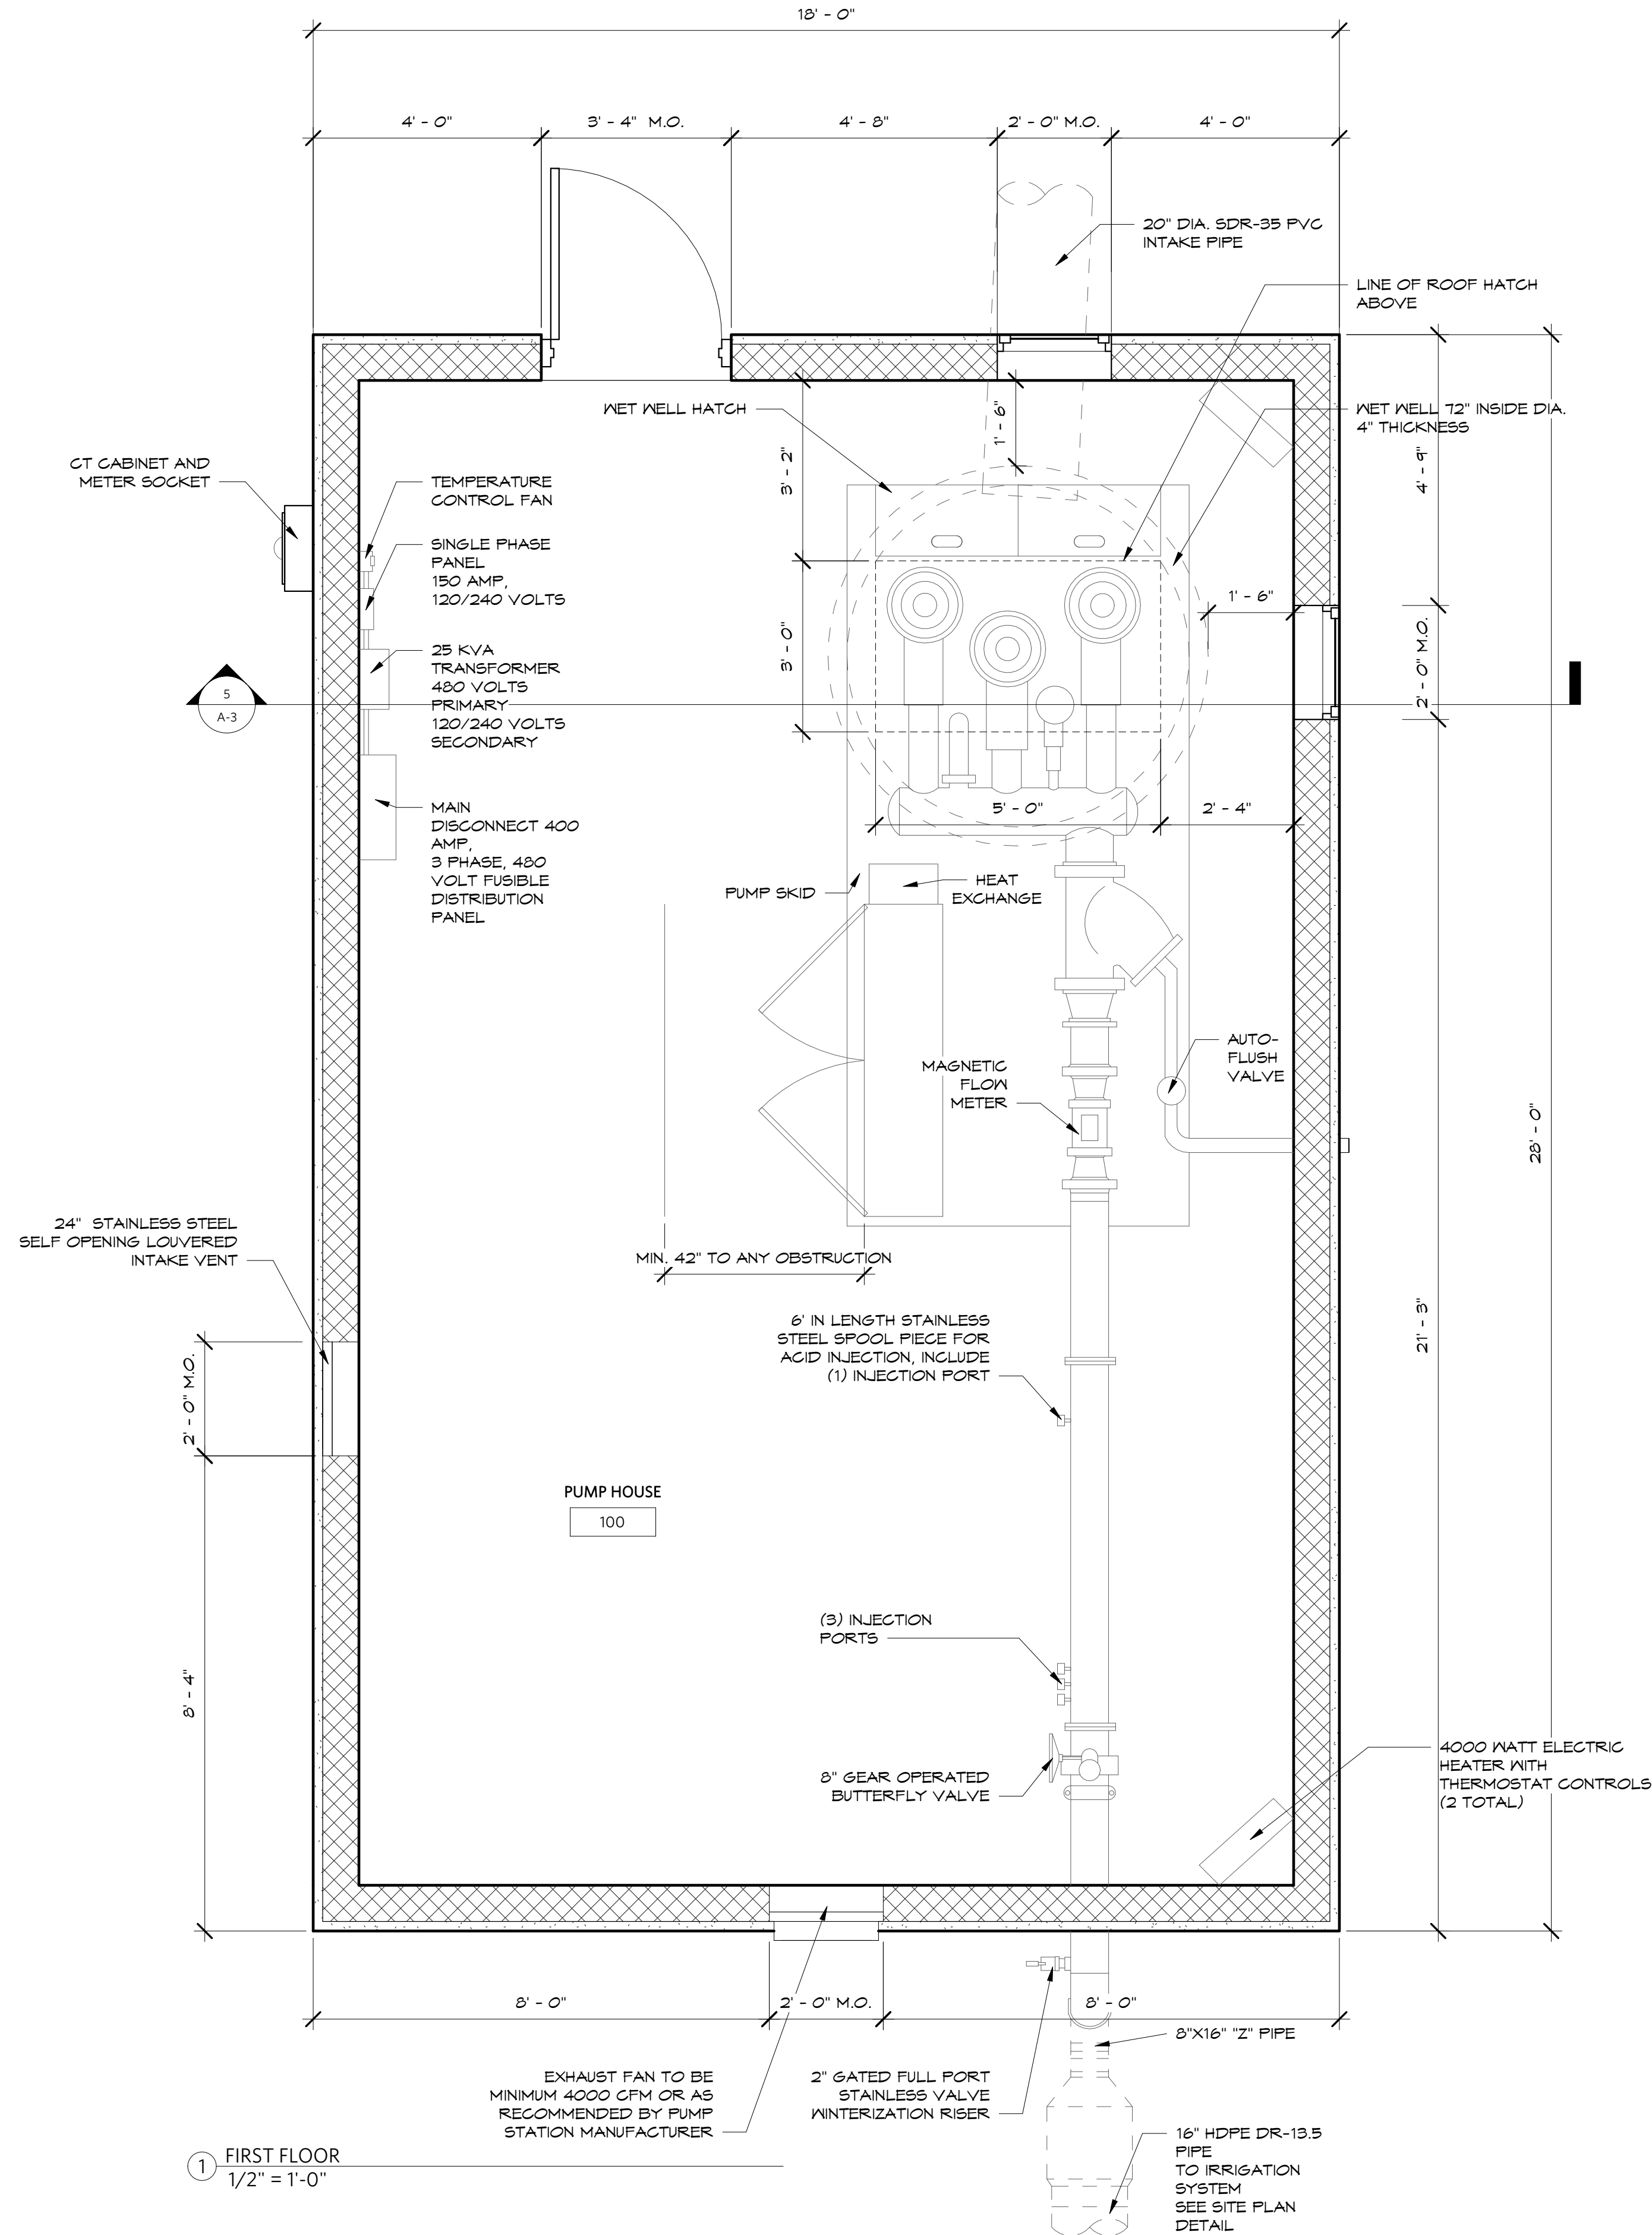 18' - 0"
4' - 0"
3' - 4" M.O.
4' - 8"
2' - 0" M.O.
4' - 0"
20" DIA. SDR-35 PVC
INTAKE PIPE
LINE OF ROOF HATCH
ABOVE
WET WELL HATCH
1' - 6"
WET WELL 72" INSIDE DIA.
4" THICKNESS
CT CABINET AND
METER SOCKET
TEMPERATURE
CONTROL FAN
3' - 2"
4' - 9"
SINGLE PHASE
PANEL
150 AMP,
120/240 VOLTS
1' - 6"
3' - 0"
2' - 0" M.O.
25 KVA
TRANSFORMER
480 VOLTS
PRIMARY
120/240 VOLTS
SECONDARY
5
A-3
MAIN
DISCONNECT 400
AMP,
3 PHASE, 480
VOLT FUSIBLE
DISTRIBUTION
PANEL
5' - 0"
2' - 4"
PUMP SKID
HEAT
EXCHANGE
MAGNETIC
FLOW
METER
AUTO-
FLUSH
VALVE
28' - 0"
24" STAINLESS STEEL
SELF OPENING LOUVERED
INTAKE VENT
MIN. 42" TO ANY OBSTRUCTION
21' - 3"
6' IN LENGTH STAINLESS
STEEL SPOOL PIECE FOR
ACID INJECTION, INCLUDE
(1) INJECTION PORT
2' - 0" M.O.
PUMP HOUSE
100
(3) INJECTION
PORTS
8' - 4"
8" GEAR OPERATED
BUTTERFLY VALVE
4000 WATT ELECTRIC
HEATER WITH
THERMOSTAT CONTROLS
(2 TOTAL)
8' - 0"
2' - 0" M.O.
8' - 0"
8"X16" "Z" PIPE
EXHAUST FAN TO BE
MINIMUM 4000 CFM OR AS
RECOMMENDED BY PUMP
STATION MANUFACTURER
2" GATED FULL PORT
STAINLESS VALVE
WINTERIZATION RISER
16" HDPE DR-13.5
PIPE
TO IRRIGATION
SYSTEM
SEE SITE PLAN
DETAIL
1
FIRST FLOOR
1/2" = 1'-0"